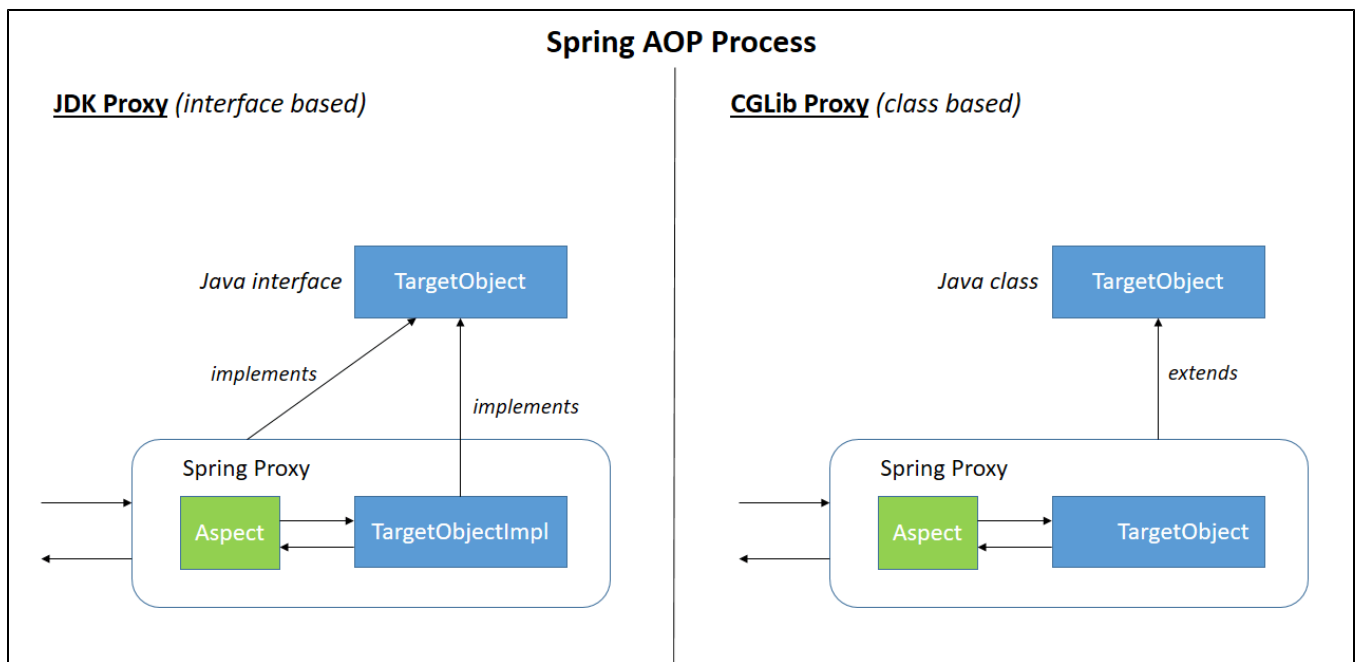 Spring AOP Process
JDK Proxy (interface based)
Java interface
TargetObject
implements
implements
Spring Proxy
Aspect
TargetObjectImpl
CGLib Proxy (class based)
Java class
TargetObject
extends
Spring Proxy
Aspect
TargetObject